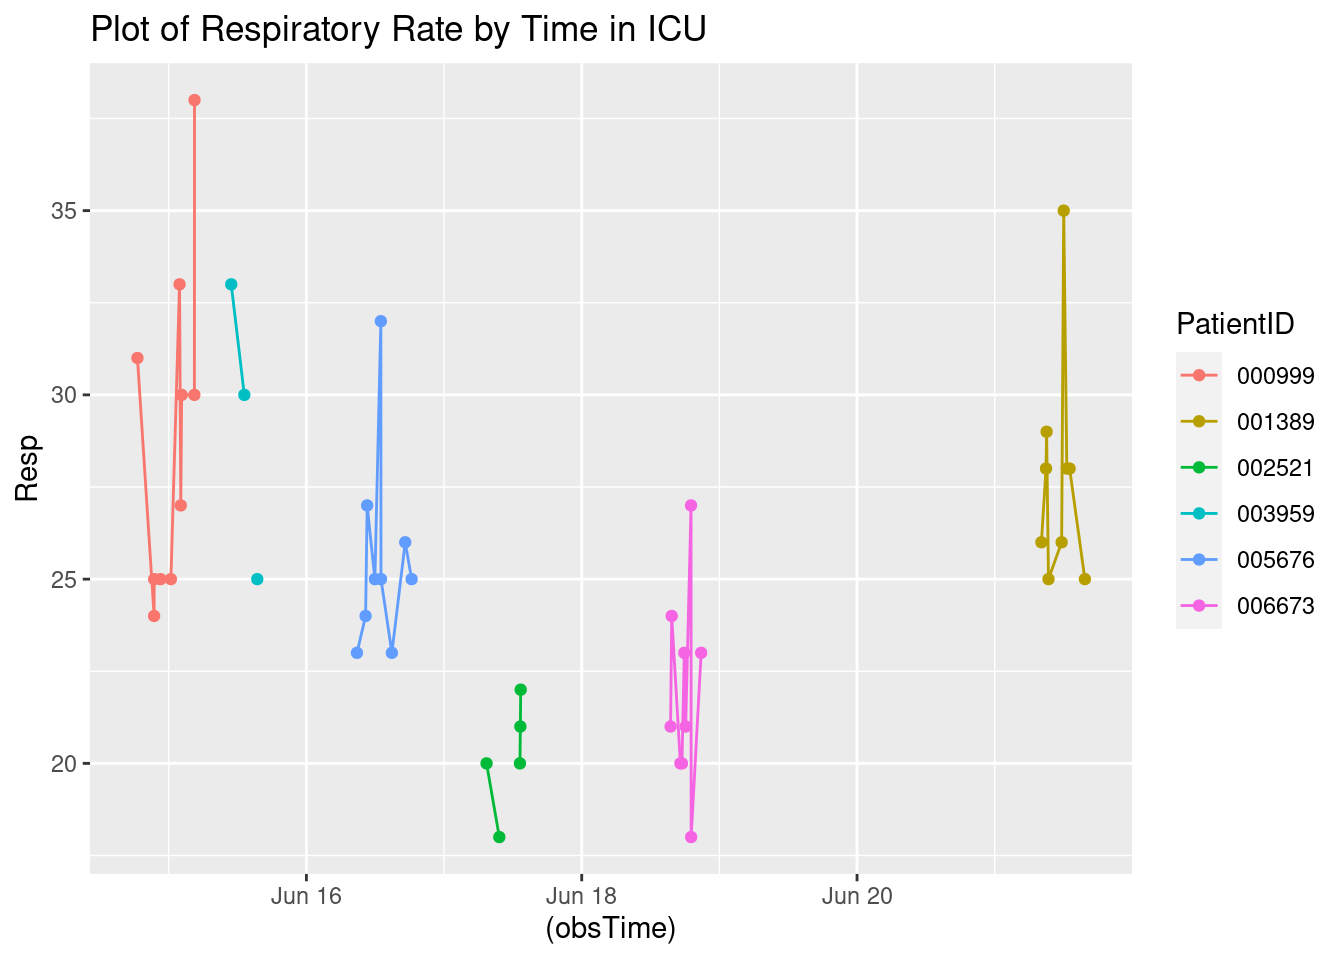 Plot of Respiratory Rate by Time in ICU
35
30
25
20
Resp
Jun 16
Jun 18
Jun 20
(obsTime)
PatientID
000999
001389
002521
003959
005676
006673